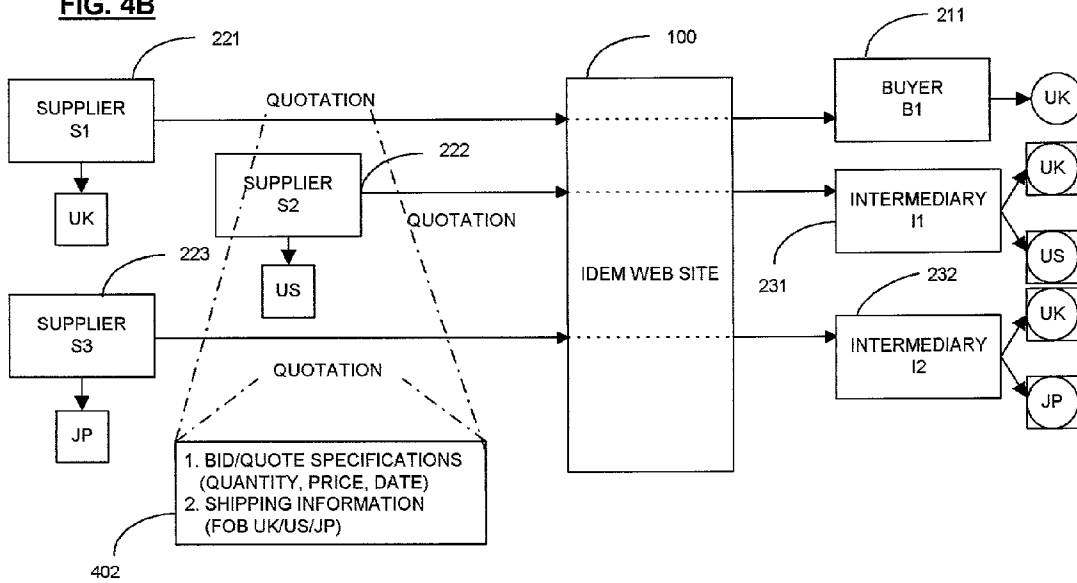 FIG. 4B
221
SUPPLIER
S1
UK
QUOTATION
222
SUPPLIER
S2
QUOTATION
US
223
SUPPLIER
S3
QUOTATION
JP
1. BID/QUOTE SPECIFICATIONS
(QUANTITY, PRICE, DATE)
2. SHIPPING INFORMATION
(FOB UK/US/JP)
402
100
IDEM WEB SITE
211
BUYER
B1
UK
INTERMEDIARY
I1
231
UK
US
232
INTERMEDIARY
I2
UK
JP